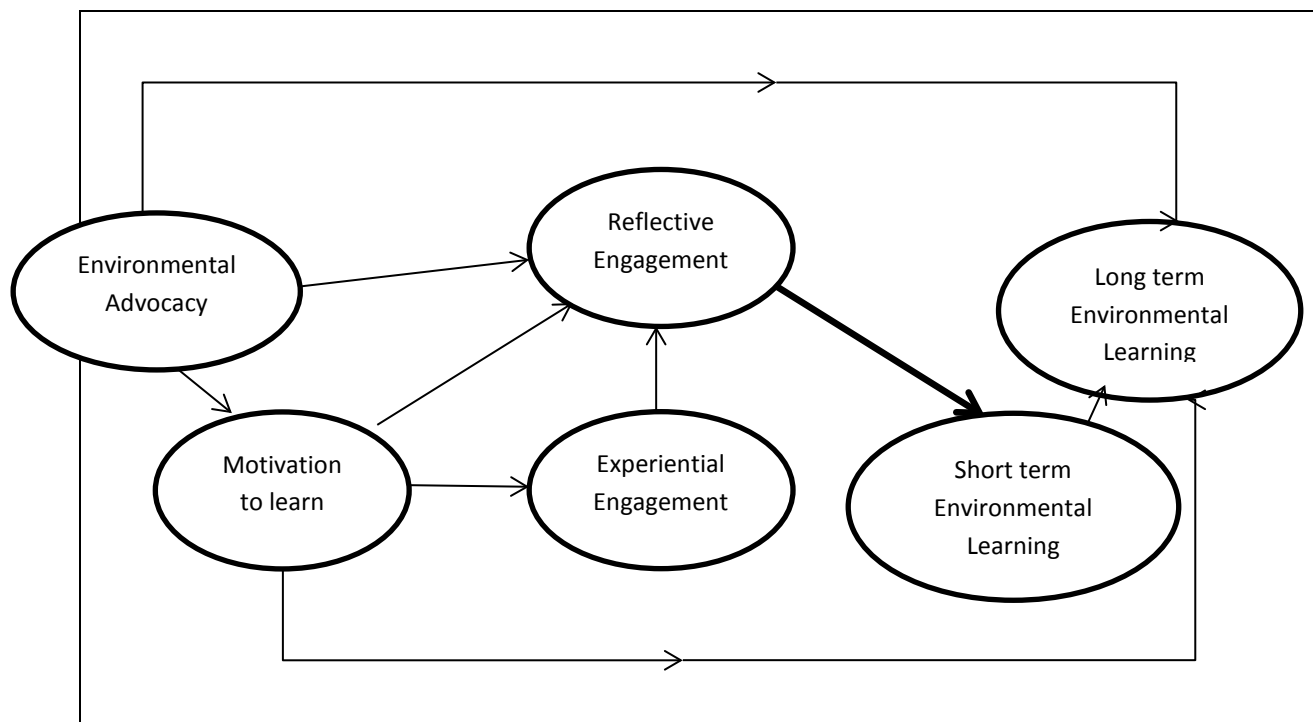 Reflective
Engagement
Environmental
Advocacy
Long term
Environmental
Learning
Motivation
to learn
Experiential
Engagement
Short term
Environmental
Learning